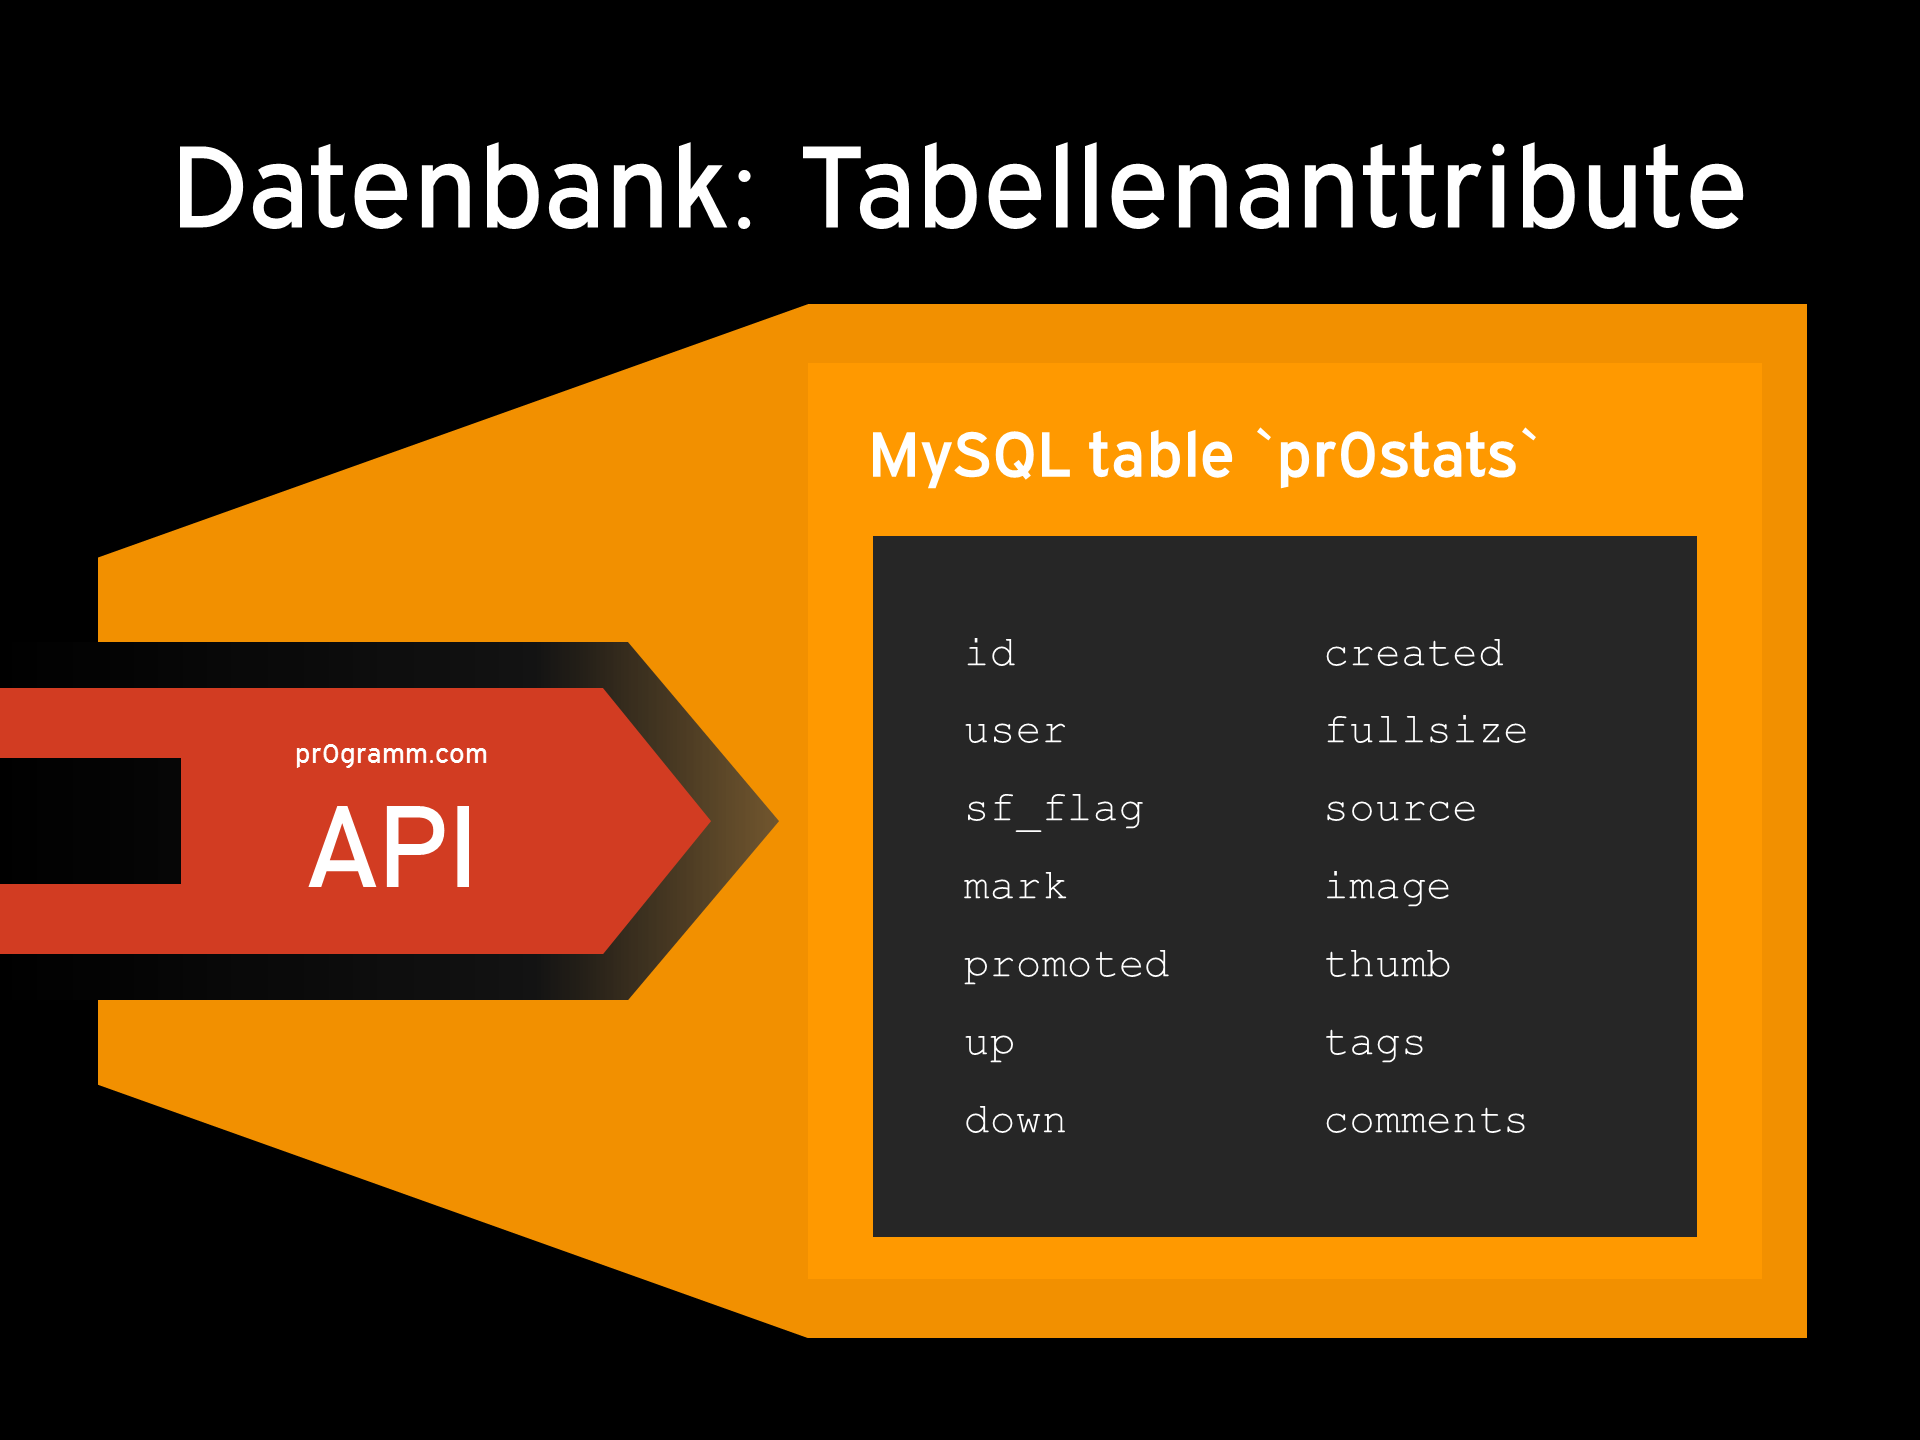 Datenbank: Tabellenanttribute
MySQL table `pr0stats`
pr0gramm.com
API
id
user
sf_flag
mark
promoted
up
down
created
fullsize
source
image
thumb
tags
comments